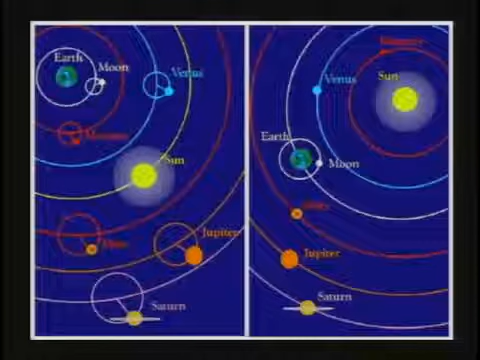 Earth
Moon
Venus
Sun
Jupiter
Saturn
Sun
Venus
Earth
Moon
Jupiter
Saturn